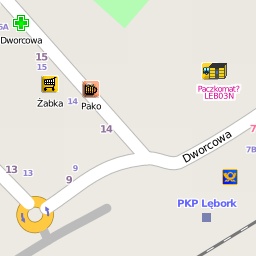 5A
Dworcowa
15
15
Żabka
14
Pako
14
Paczkomat?
LEB03N
Dworcowa
7
7B
13
13
9
9
PKP Lębork